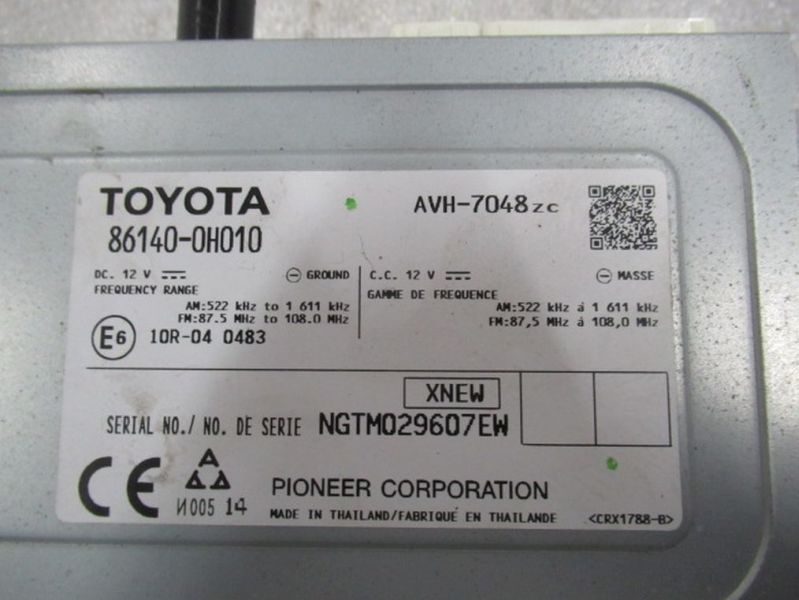 TOYOTA
AVH-7048zc
86140-0H010
DC. 12 V
GROUND
FREQUENCY RANGE
AM:522 kHz to 1 611 kHz
FM:87.5 MHz to 108.0 MHz
C.C. 12 V
MASSE
GAMME DE FREQUENCE
AM:522 kHz à 1 611 kHz
FM:87,5 MHz à 108,0 MHz
E6 10R-04 0483
XNEW
SERIAL NO./ NO. DE SERIE NGTM029607EW
CE
И005 14
PIONEER CORPORATION
MADE IN THAILAND/FABRIQUÉ EN THAILANDE
<CRX1788-B>